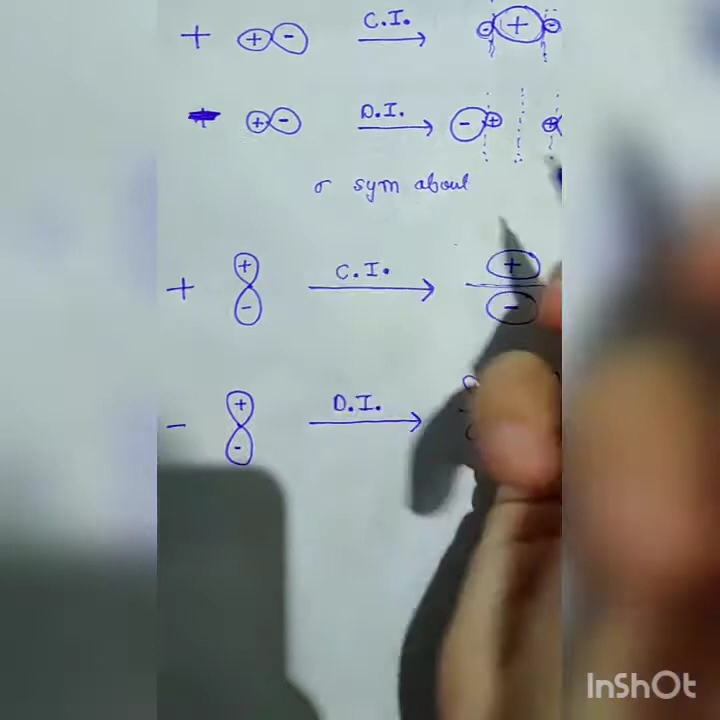 + + - C.I. - + -
+ + - D.I. - + +
σ sym about
+ + - C.I. + -
- + - D.I.
InShOt